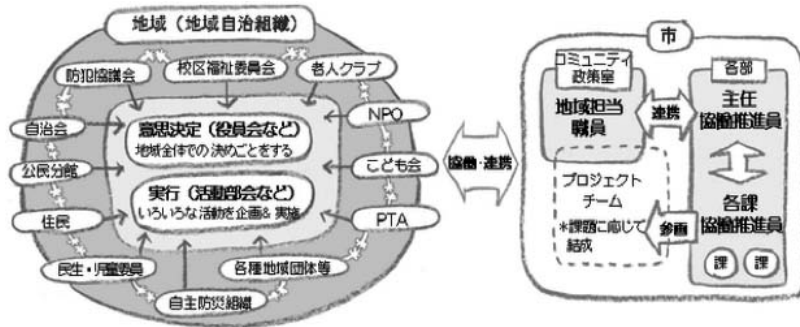 地域（地域自治組織）
防犯協議会
校区福祉委員会
老人クラブ
自治会
NPO
公民分館
こども会
住民
PTA
民生・児童委員
各種地域団体等
自主防災組織
意思決定（役員会など）
地域全体での決めごとをする
実行（活動部会など）
いろいろな活動を企画&実施
協働・連携
市
コミュニティ
政策室
地域担当
職員
連携
各部
主任
協働推進員
プロジェクト
チーム
*課題に応じて
結成
参画
各課
協働推進員
課
課